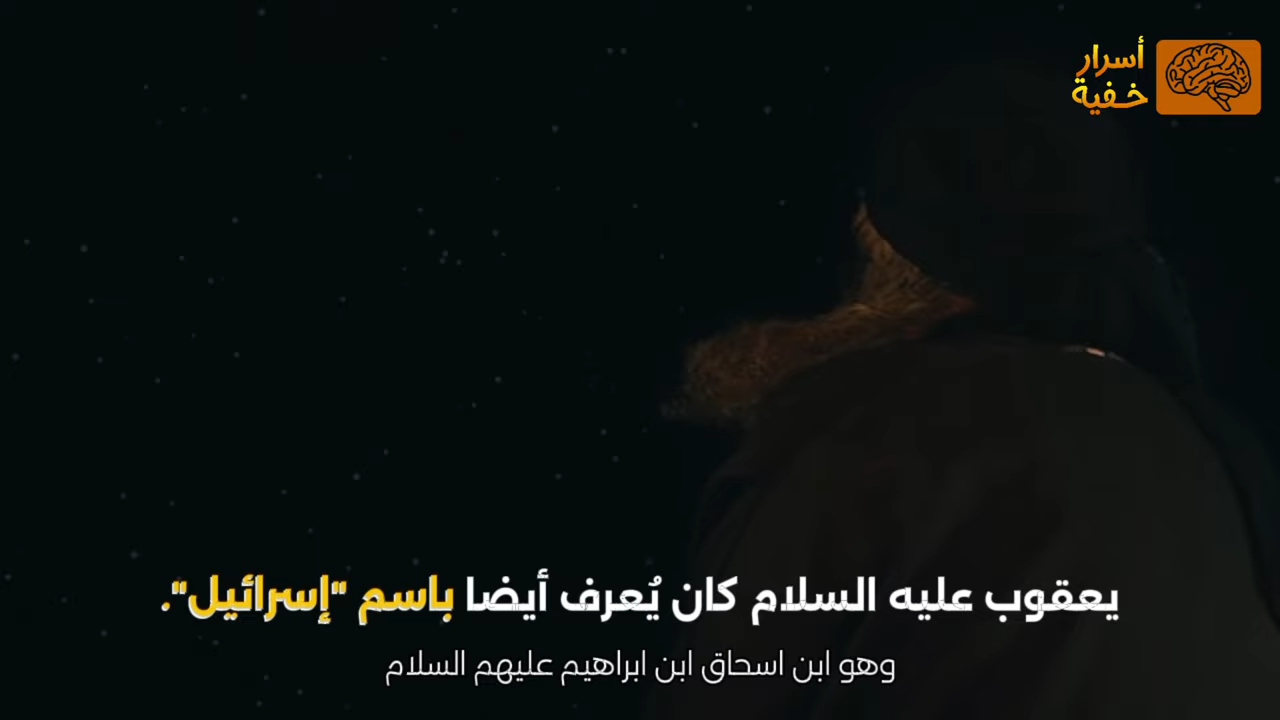 أسرار
خفية
يعقوب عليه السلام كان يُعرف أيضا باسم "إسرائيل".
وهو ابن اسحاق ابن ابراهيم عليهم السلام